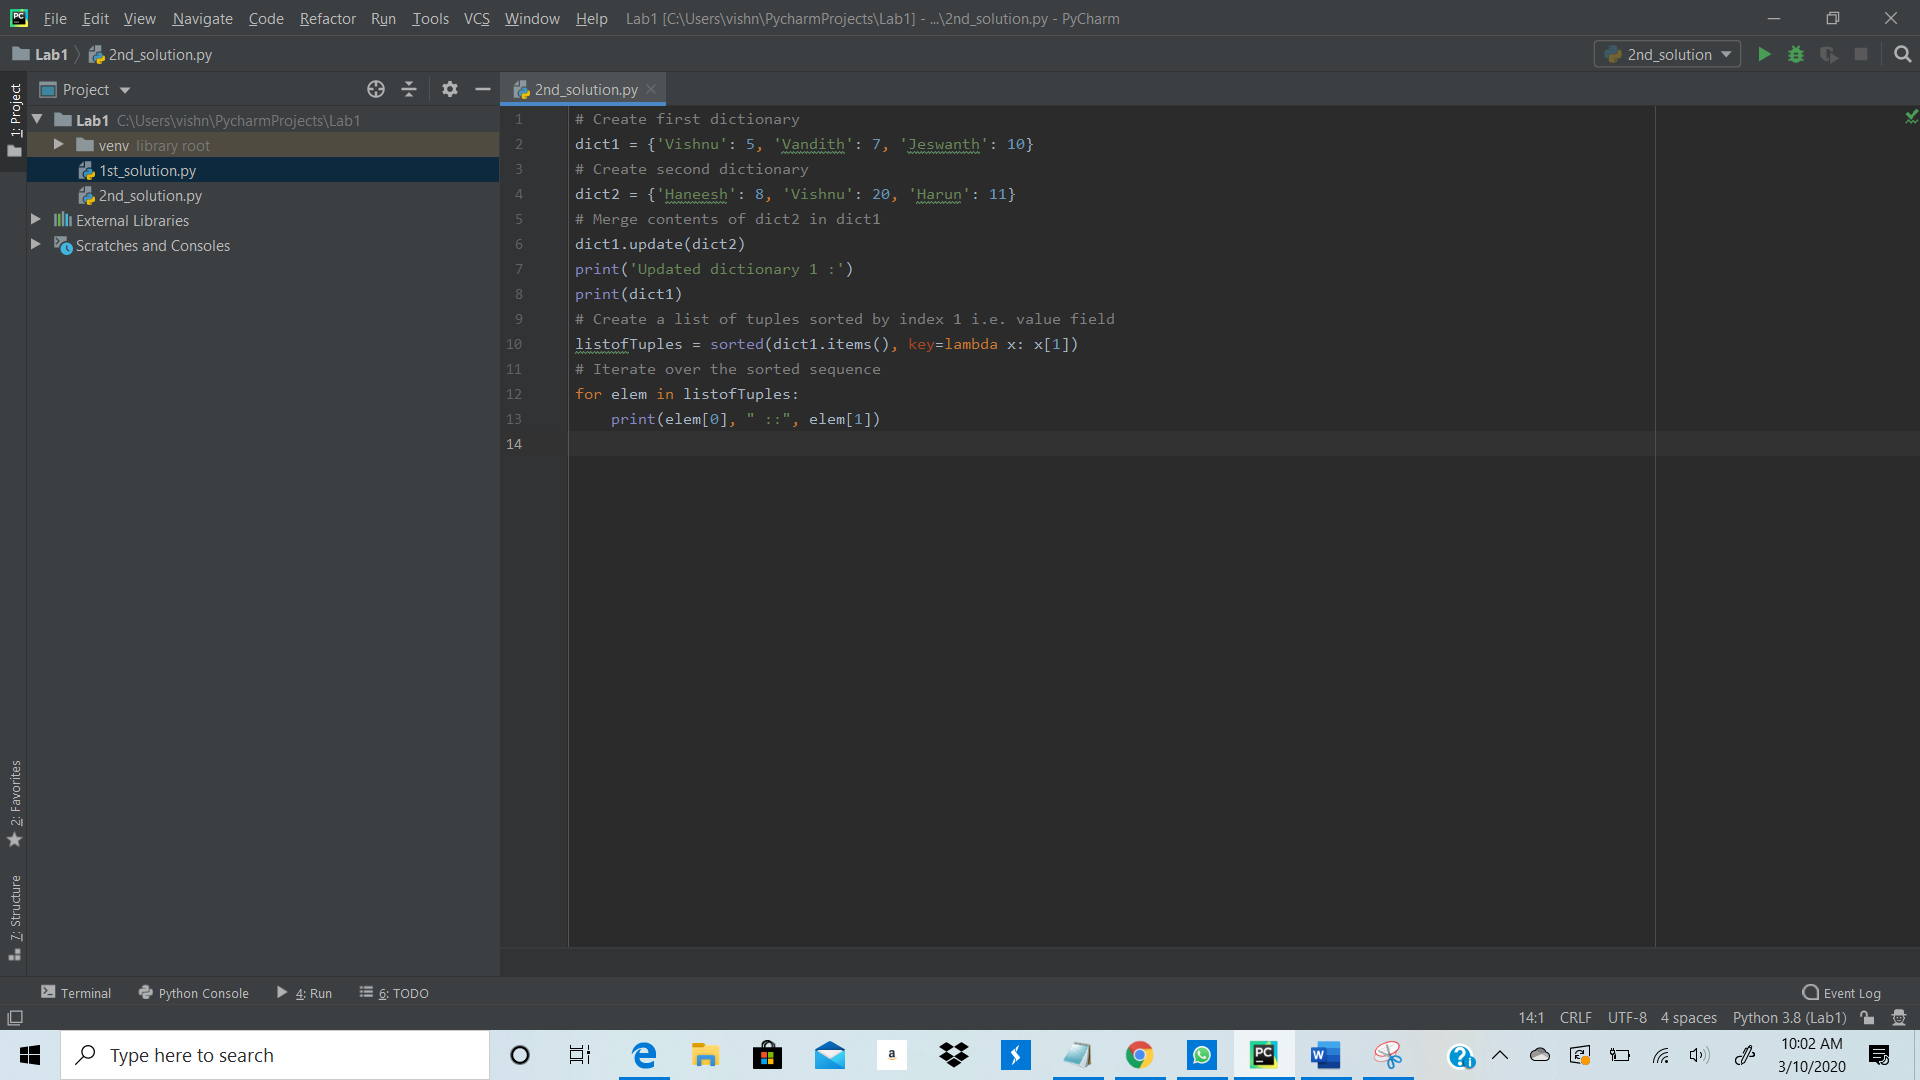 File Edit View Navigate Code Refactor Run Tools VCS Window Help Lab1 [C:\Users\vishn\PycharmProjects\Lab1] - ...\2nd_solution.py - PyCharm
Lab1 2nd_solution.py 2nd_solution
1: Project
Project
2nd_solution.py
Lab1 C:\Users\vishn\PycharmProjects\Lab1
venv library root
1st_solution.py
2nd_solution.py
External Libraries
Scratches and Consoles
1 # Create first dictionary
2 dict1 = {'Vishnu': 5, 'Vandith': 7, 'Jeswanth': 10}
3 # Create second dictionary
4 dict2 = {'Haneesh': 8, 'Vishnu': 20, 'Harun': 11}
5 # Merge contents of dict2 in dict1
6 dict1.update(dict2)
7 print('Updated dictionary 1 :')
8 print(dict1)
9 # Create a list of tuples sorted by index 1 i.e. value field
10 listofTuples = sorted(dict1.items(), key=lambda x: x[1])
11 # Iterate over the sorted sequence
12 for elem in listofTuples:
13     print(elem[0], " ::", elem[1])
14
2: Favorites
7: Structure
Terminal Python Console 4: Run 6: TODO Event Log
14:1 CRLF UTF-8 4 spaces Python 3.8 (Lab1)
Type here to search
a
PC
W
10:02 AM
3/10/2020